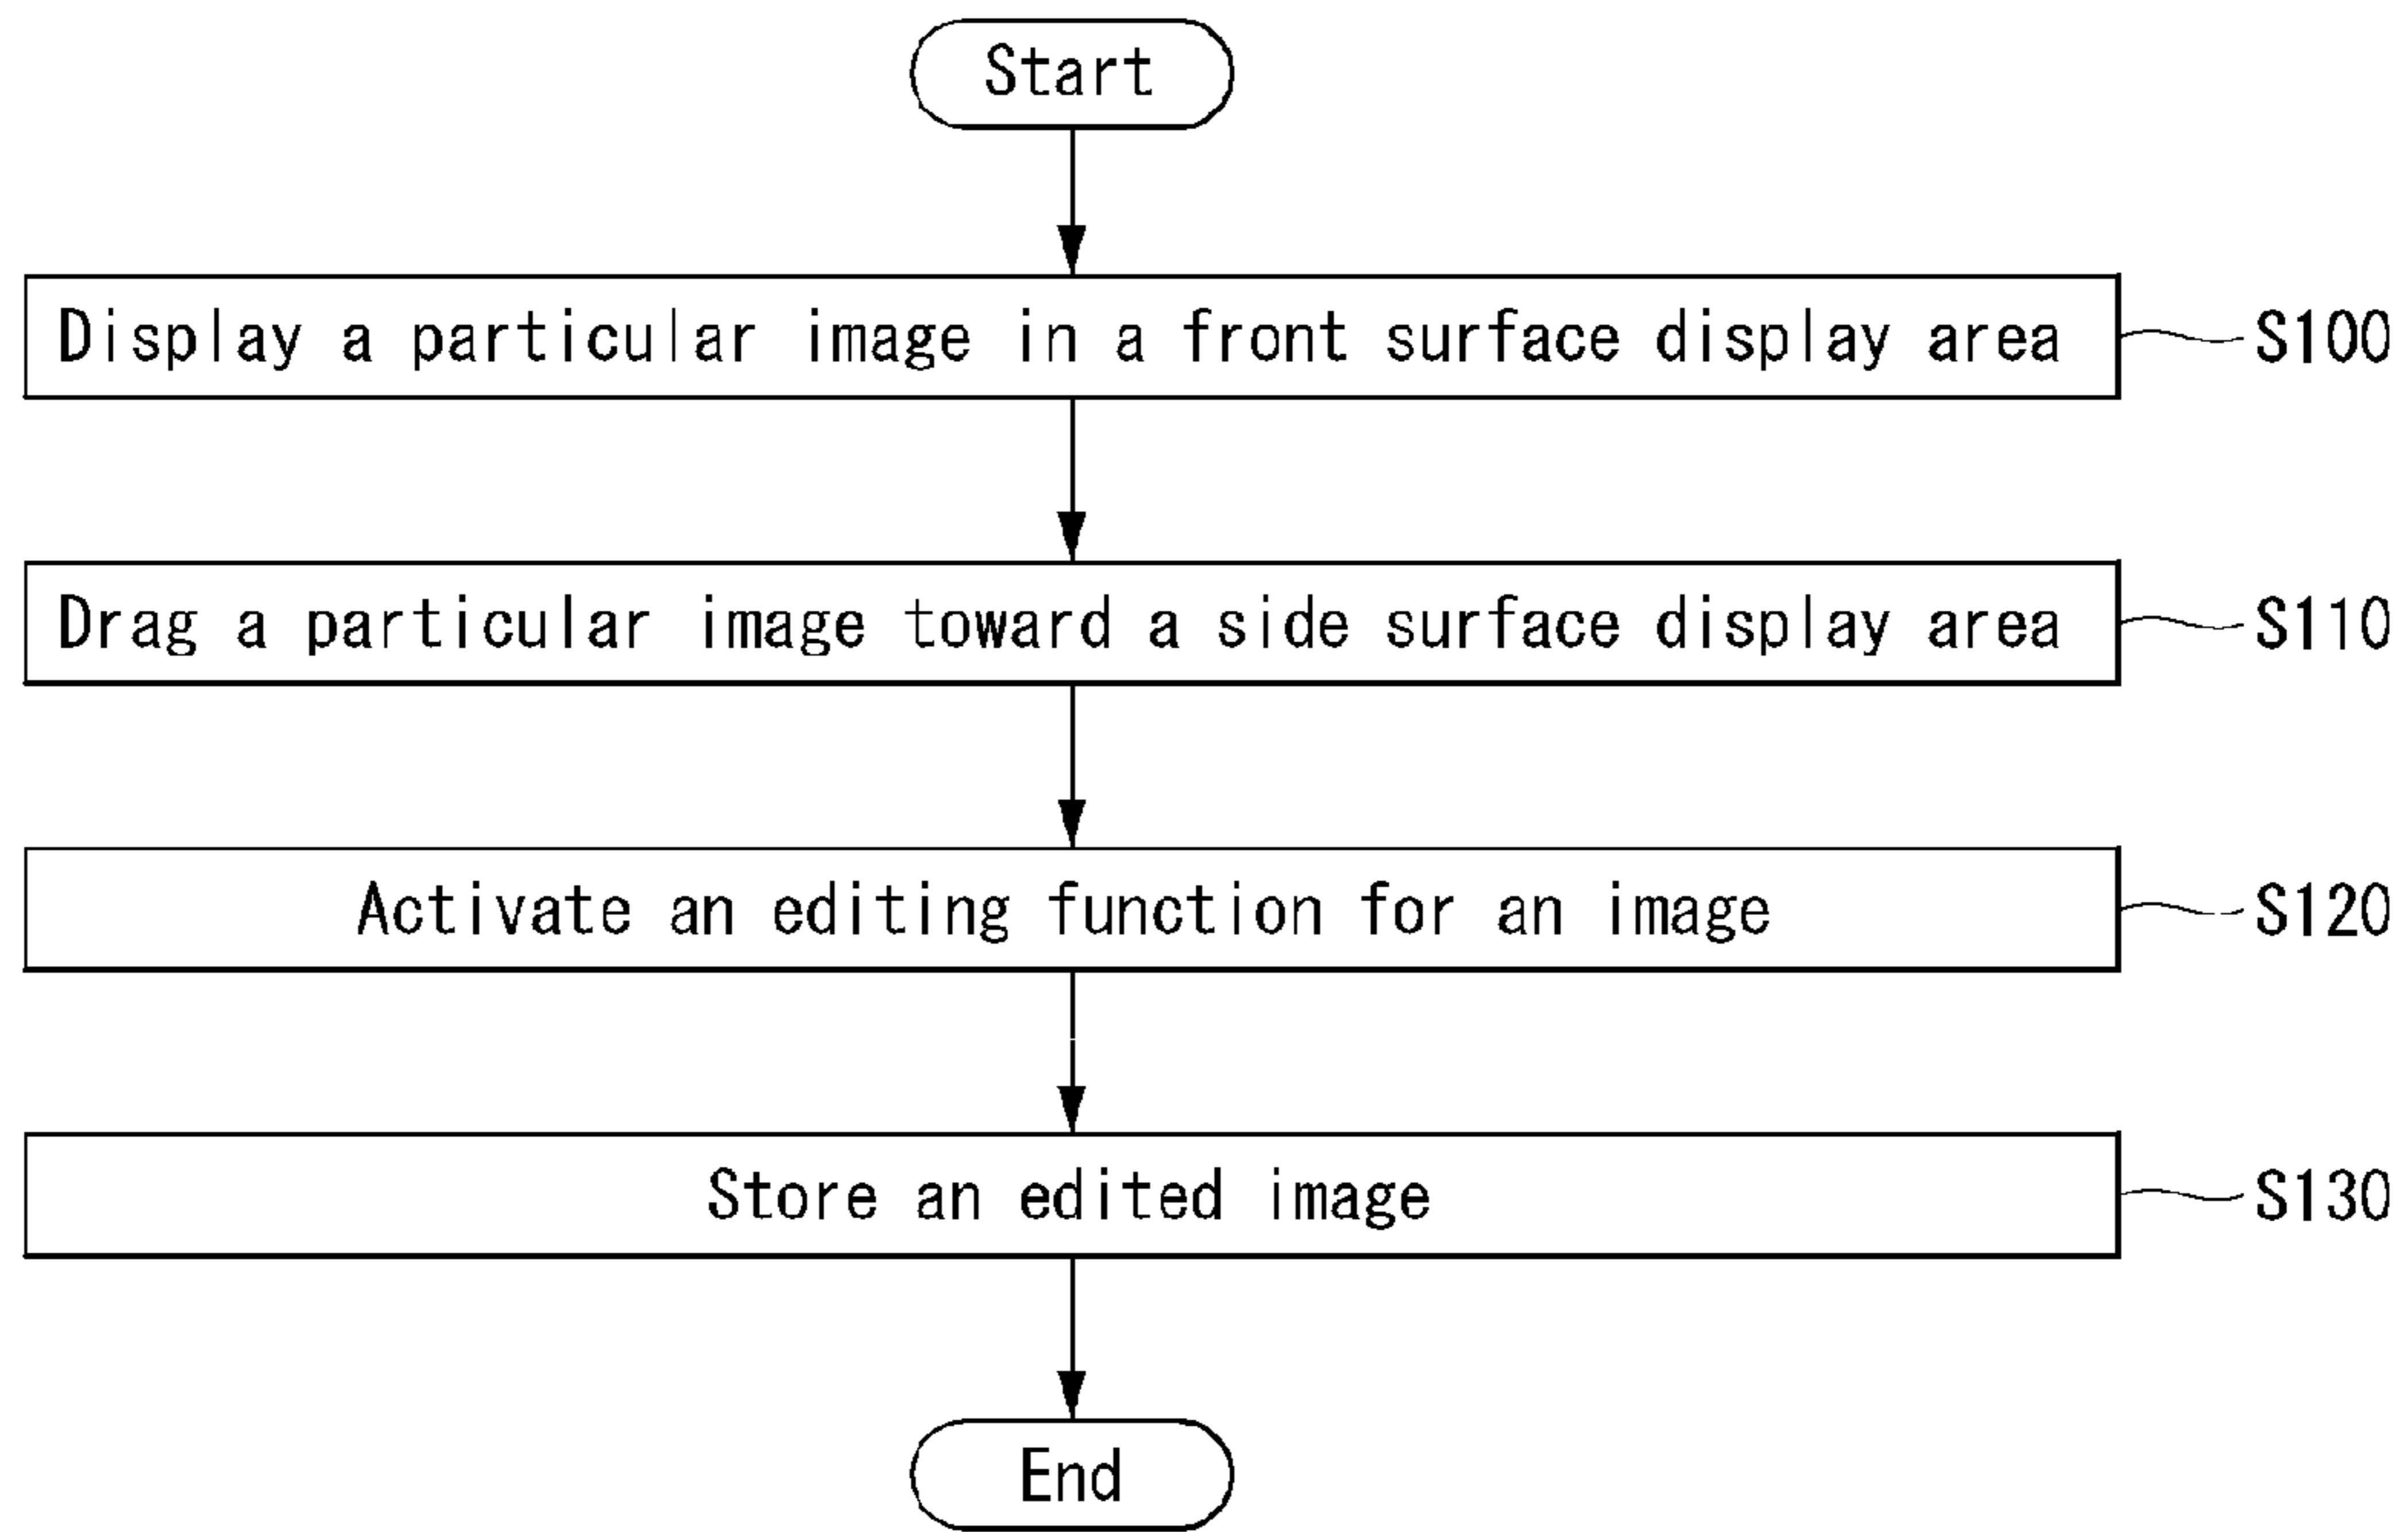 Start
Display a particular image in a front surface display area
S100
Drag a particular image toward a side surface display area
S110
Activate an editing function for an image
S120
Store an edited image
S130
End